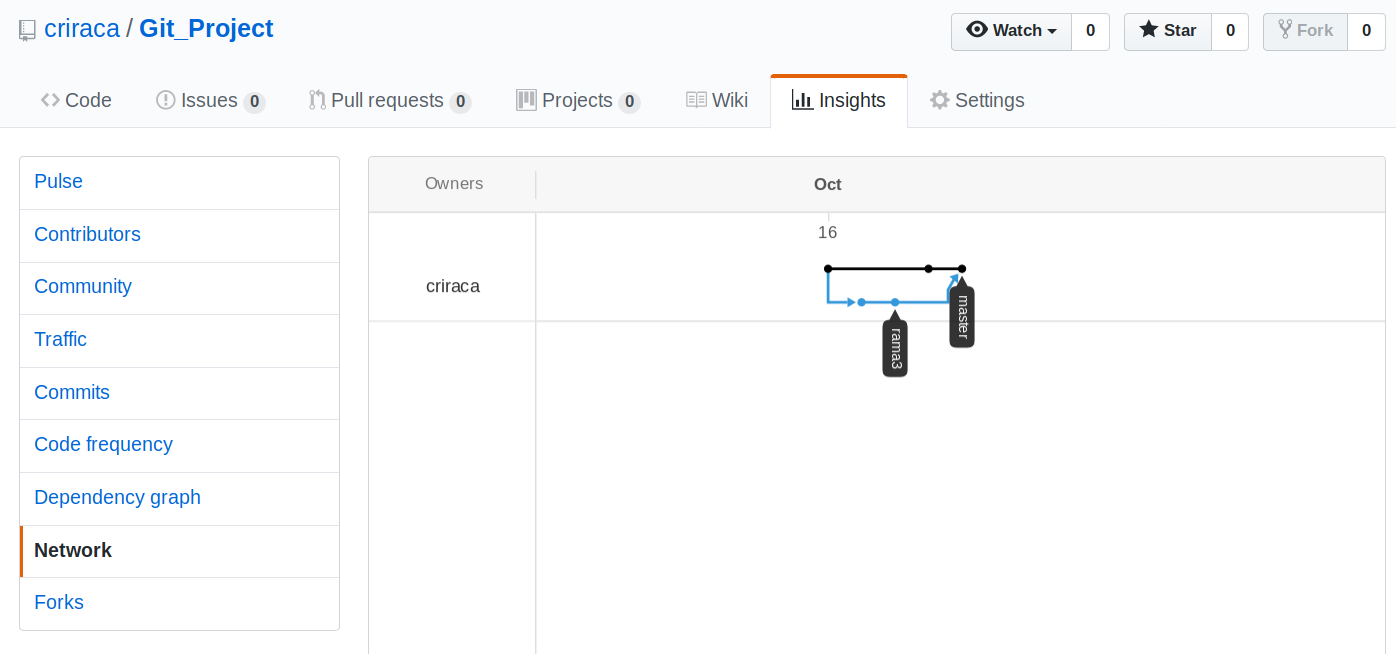 criraca / Git_Project
Watch 0 Star 0 Fork 0
Code Issues 0 Pull requests 0 Projects 0 Wiki Insights Settings
Pulse
Contributors
Community
Traffic
Commits
Code frequency
Dependency graph
Network
Forks
Owners Oct
16
criraca
master
rama3